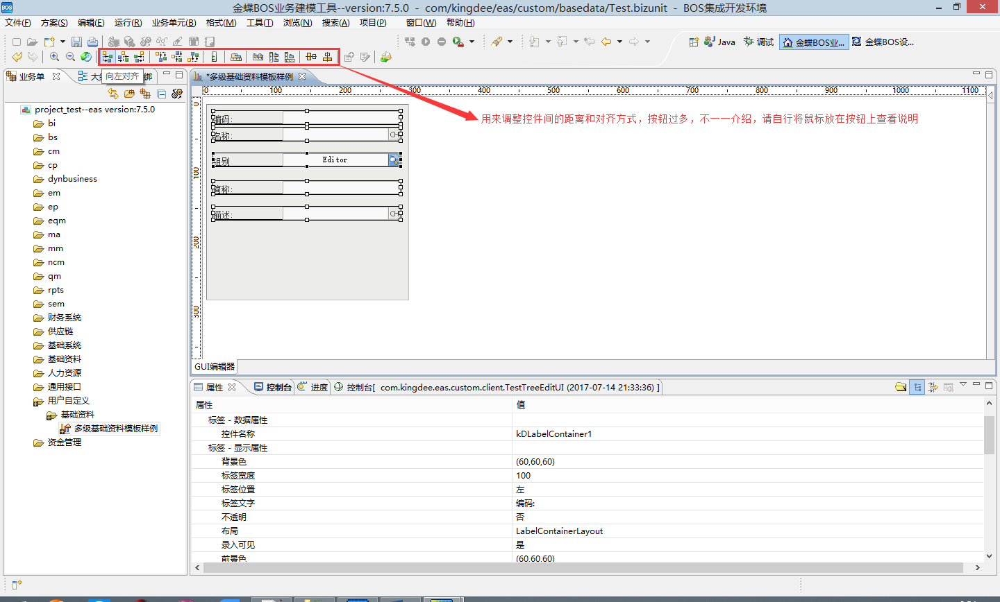 BOS
金蝶BOS业务建模工具--version:7.5.0 - com/kingdee/eas/custom/basedata/Test.bizunit - BOS集成开发环境
文件(F) 方案(S) 编辑(E) 运行(R) 业务单元(B) 格式(M) 工具(T) 浏览(N) 搜索(A) 项目(P) 窗口(W) 帮助(H)
Java 调试 金蝶BOS业... 金蝶BOS设...
业务单 大纲 绑
向左对齐
project_test--eas version:7.5.0
bi
bs
cm
cp
dynbusiness
em
ep
eqm
ma
mm
ncm
qm
rpts
sem
财务系统
供应链
基础系统
基础资料
人力资源
通用接口
用户自定义
基础资料
多级基础资料模板样例
资金管理
*多级基础资料模板样例
0 100 200 300 400 500 600 700 800 900 1000 1100
0
100
200
300
编码:
名称: CH
组别 Editor
简称:
描述: CH
用来调整控件间的距离和对齐方式，按钮过多，不一一介绍，请自行将鼠标放在按钮上查看说明
GUI编辑器
属性 控制台 进度 控制台[ com.kingdee.eas.custom.client.TestTreeEditUI (2017-07-14 21:33:36) ]
属性 值
标签 - 数据属性
控件名称 kDLabelContainer1
标签 - 显示属性
背景色 (60,60,60)
标签宽度 100
标签位置 左
标签文字 编码:
不透明 否
布局 LabelContainerLayout
录入可见 是
前景色 (60,60,60)